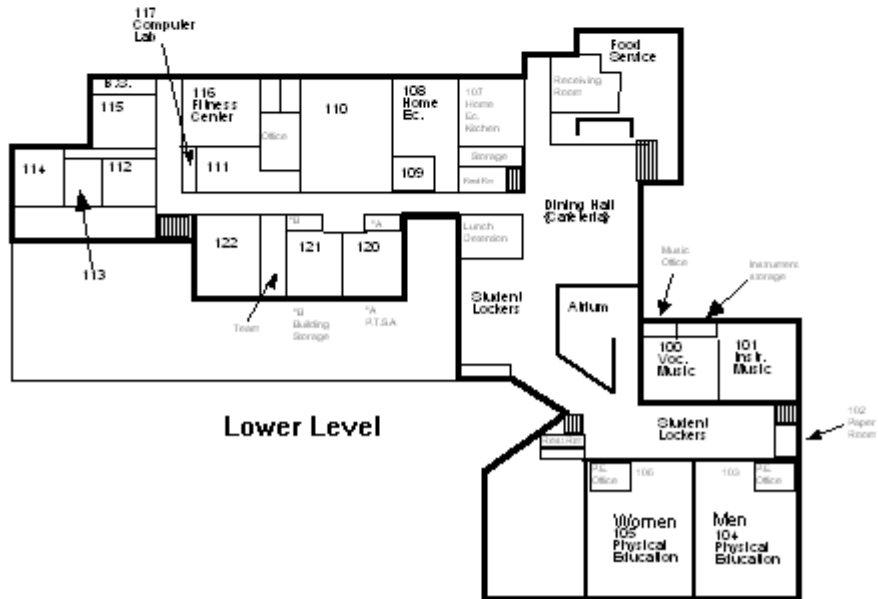 117
Computer
Lab
Food
Service
Receiving
Room
B.S.
115
116
Fitness
Center
Office
110
108
Home
Ec.
107
Home
Ec.
Kitchen
114
112
111
109
Storage
Rest Rm
Dining Hall
(Cafeteria)
113
122
*B
121
*A
120
Lunch
Team
*B
Building
Storage
*A
P.T.S.A
Student
Lockers
Atrium
Music
Office
Instrument
storage
100
Voc.
Music
101
Instr.
Music
Lower Level
Student
Lockers
102
Paper
Room
Rest Rm
P.E.
Office
106
103
P.E.
Office
Women
105
Physical
Education
Men
104
Physical
Education